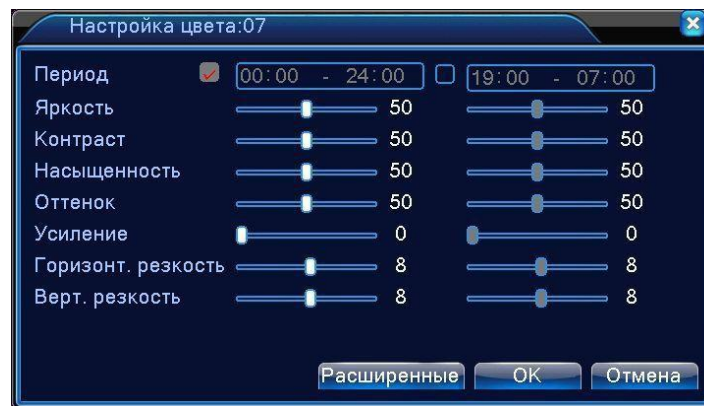 Настройка цвета:07
Период 00:00 - 24:00 19:00 - 07:00
Яркость 50 50
Контраст 50 50
Насыщенность 50 50
Оттенок 50 50
Усиление 0 0
Горизонт. резкость 8 8
Верт. резкость 8 8
Расширенные OK Отмена